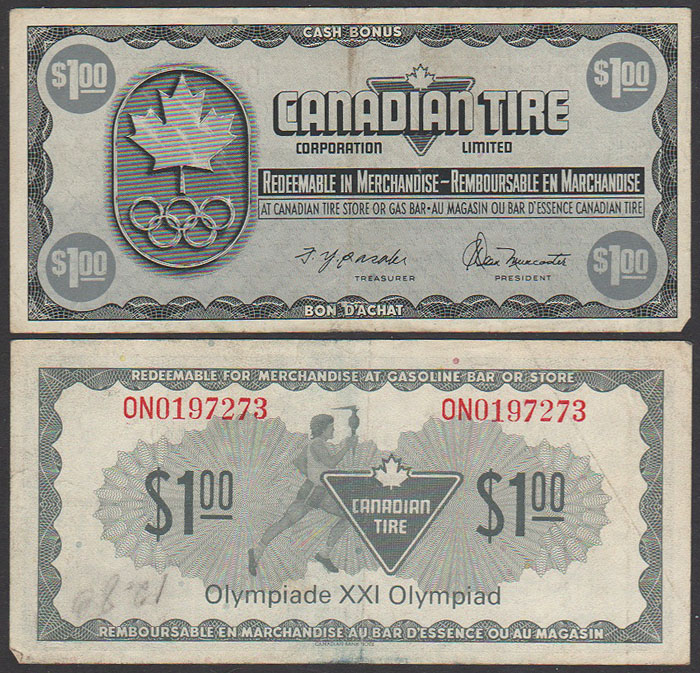 CASH BONUS
$1.00 $1.00
CANADIAN TIRE
CORPORATION LIMITED
REDEEMABLE IN MERCHANDISE – REMBOURSABLE EN MARCHANDISE
AT CANADIAN TIRE STORE OR GAS BAR - AU MAGASIN OU BAR D'ESSENCE CANADIAN TIRE
$1.00 $1.00
TREASURER PRESIDENT
BON D'ACHAT
REDEEMABLE FOR MERCHANDISE AT GASOLINE BAR OR STORE
ON0197273 ON0197273
$1.00 $1.00
CANADIAN
TIRE
Olympiade XXI Olympiad
REMBOURSABLE EN MARCHANDISE AU BAR D'ESSENCE OU AU MAGASIN